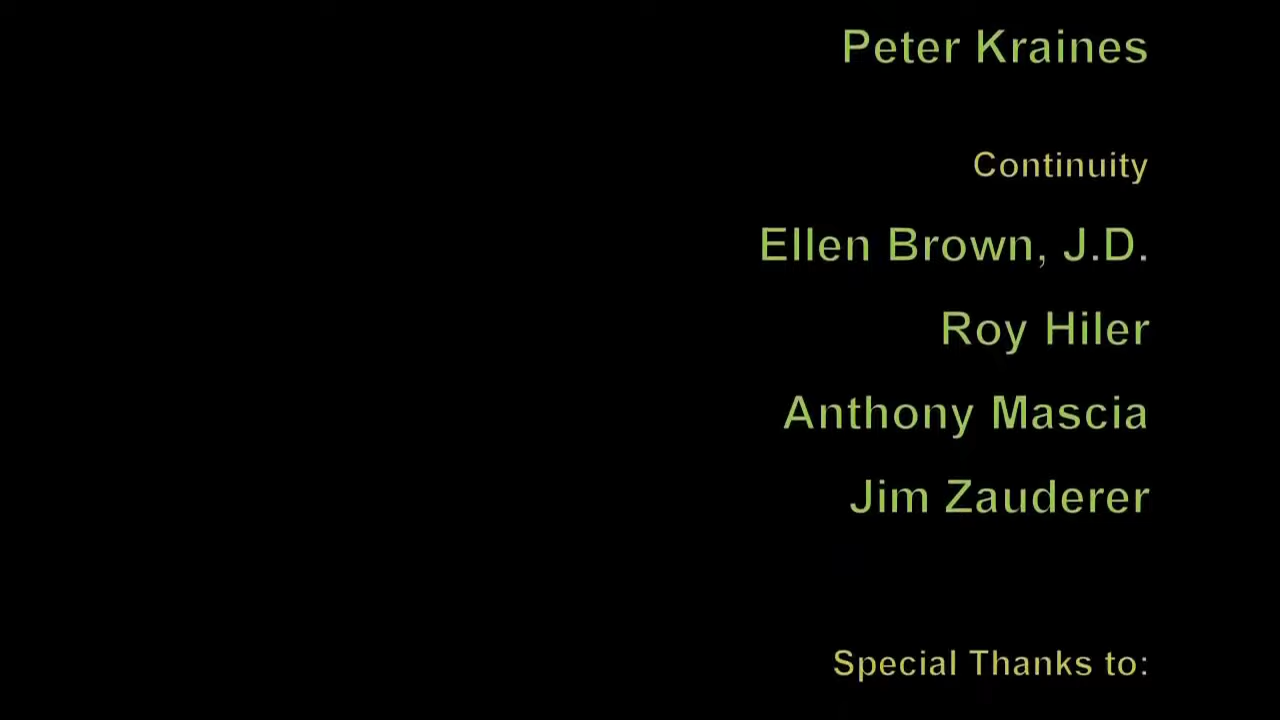 Peter Kraines
Continuity
Ellen Brown, J.D.
Roy Hiler
Anthony Mascia
Jim Zauderer
Special Thanks to: